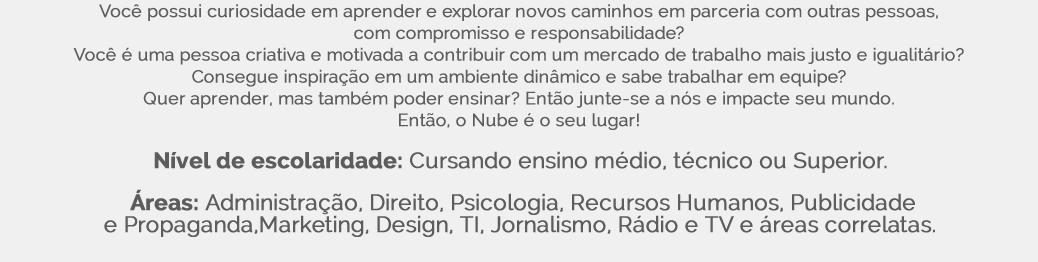 Você possui curiosidade em aprender e explorar novos caminhos em parceria com outras pessoas,
com compromisso e responsabilidade?
Você é uma pessoa criativa e motivada a contribuir com um mercado de trabalho mais justo e igualitário?
Consegue inspiração em um ambiente dinâmico e sabe trabalhar em equipe?
Quer aprender, mas também poder ensinar? Então junte-se a nós e impacte seu mundo.
Então, o Nube é o seu lugar!
Nível de escolaridade: Cursando ensino médio, técnico ou Superior.
Áreas: Administração, Direito, Psicologia, Recursos Humanos, Publicidade
e Propaganda,Marketing, Design, TI, Jornalismo, Rádio e TV e áreas correlatas.